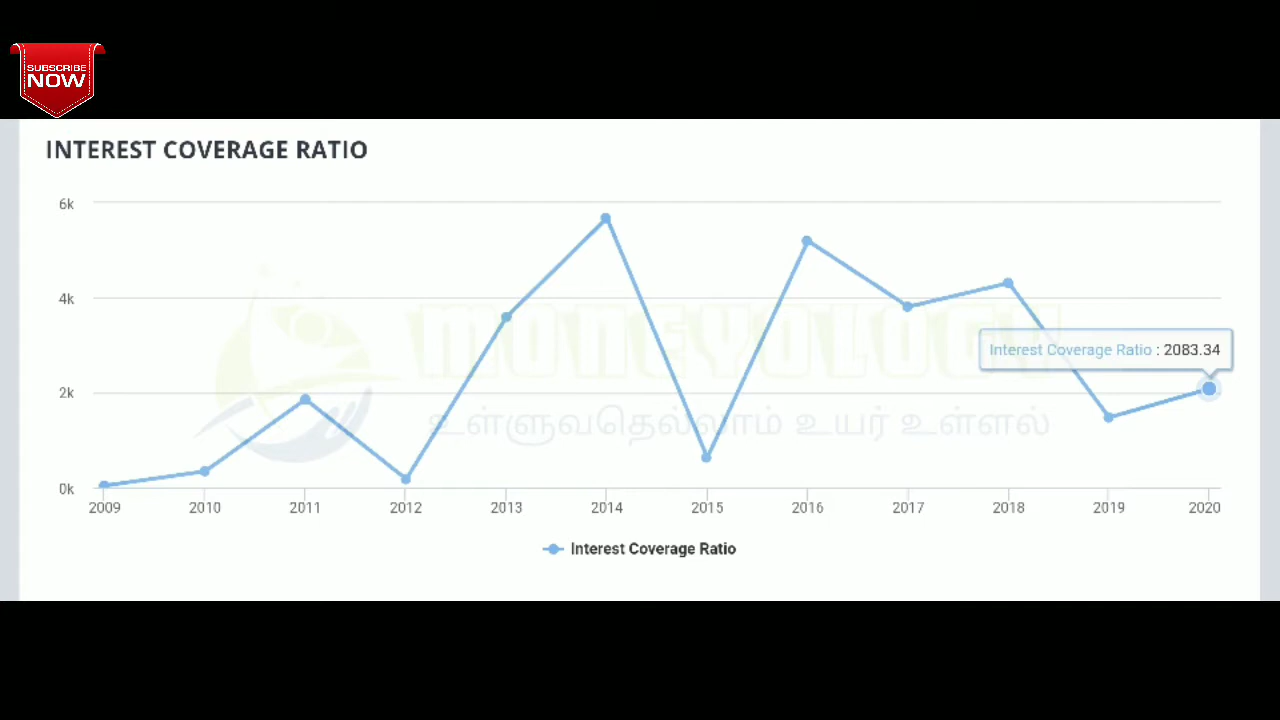 SUBSCRIBE
NOW
INTEREST COVERAGE RATIO
6k
4k
2k
0k
MONEYOLOGY
உள்ளுவதெல்லாம் உயர் உள்ளல்
Interest Coverage Ratio : 2083.34
2009 2010 2011 2012 2013 2014 2015 2016 2017 2018 2019 2020
Interest Coverage Ratio